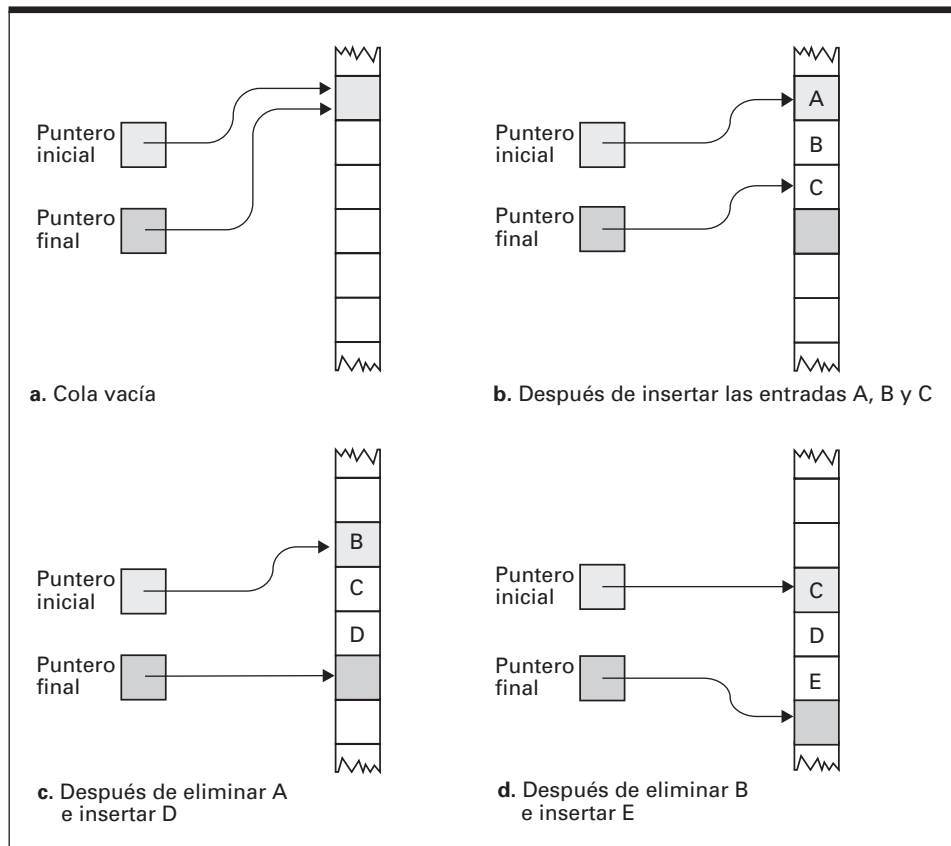 Puntero
inicial
Puntero
final
a. Cola vacía
A
B
C
Puntero
inicial
Puntero
final
b. Después de insertar las entradas A, B y C
B
C
D
Puntero
inicial
Puntero
final
c. Después de eliminar A
e insertar D
C
D
E
Puntero
inicial
Puntero
final
d. Después de eliminar B
e insertar E